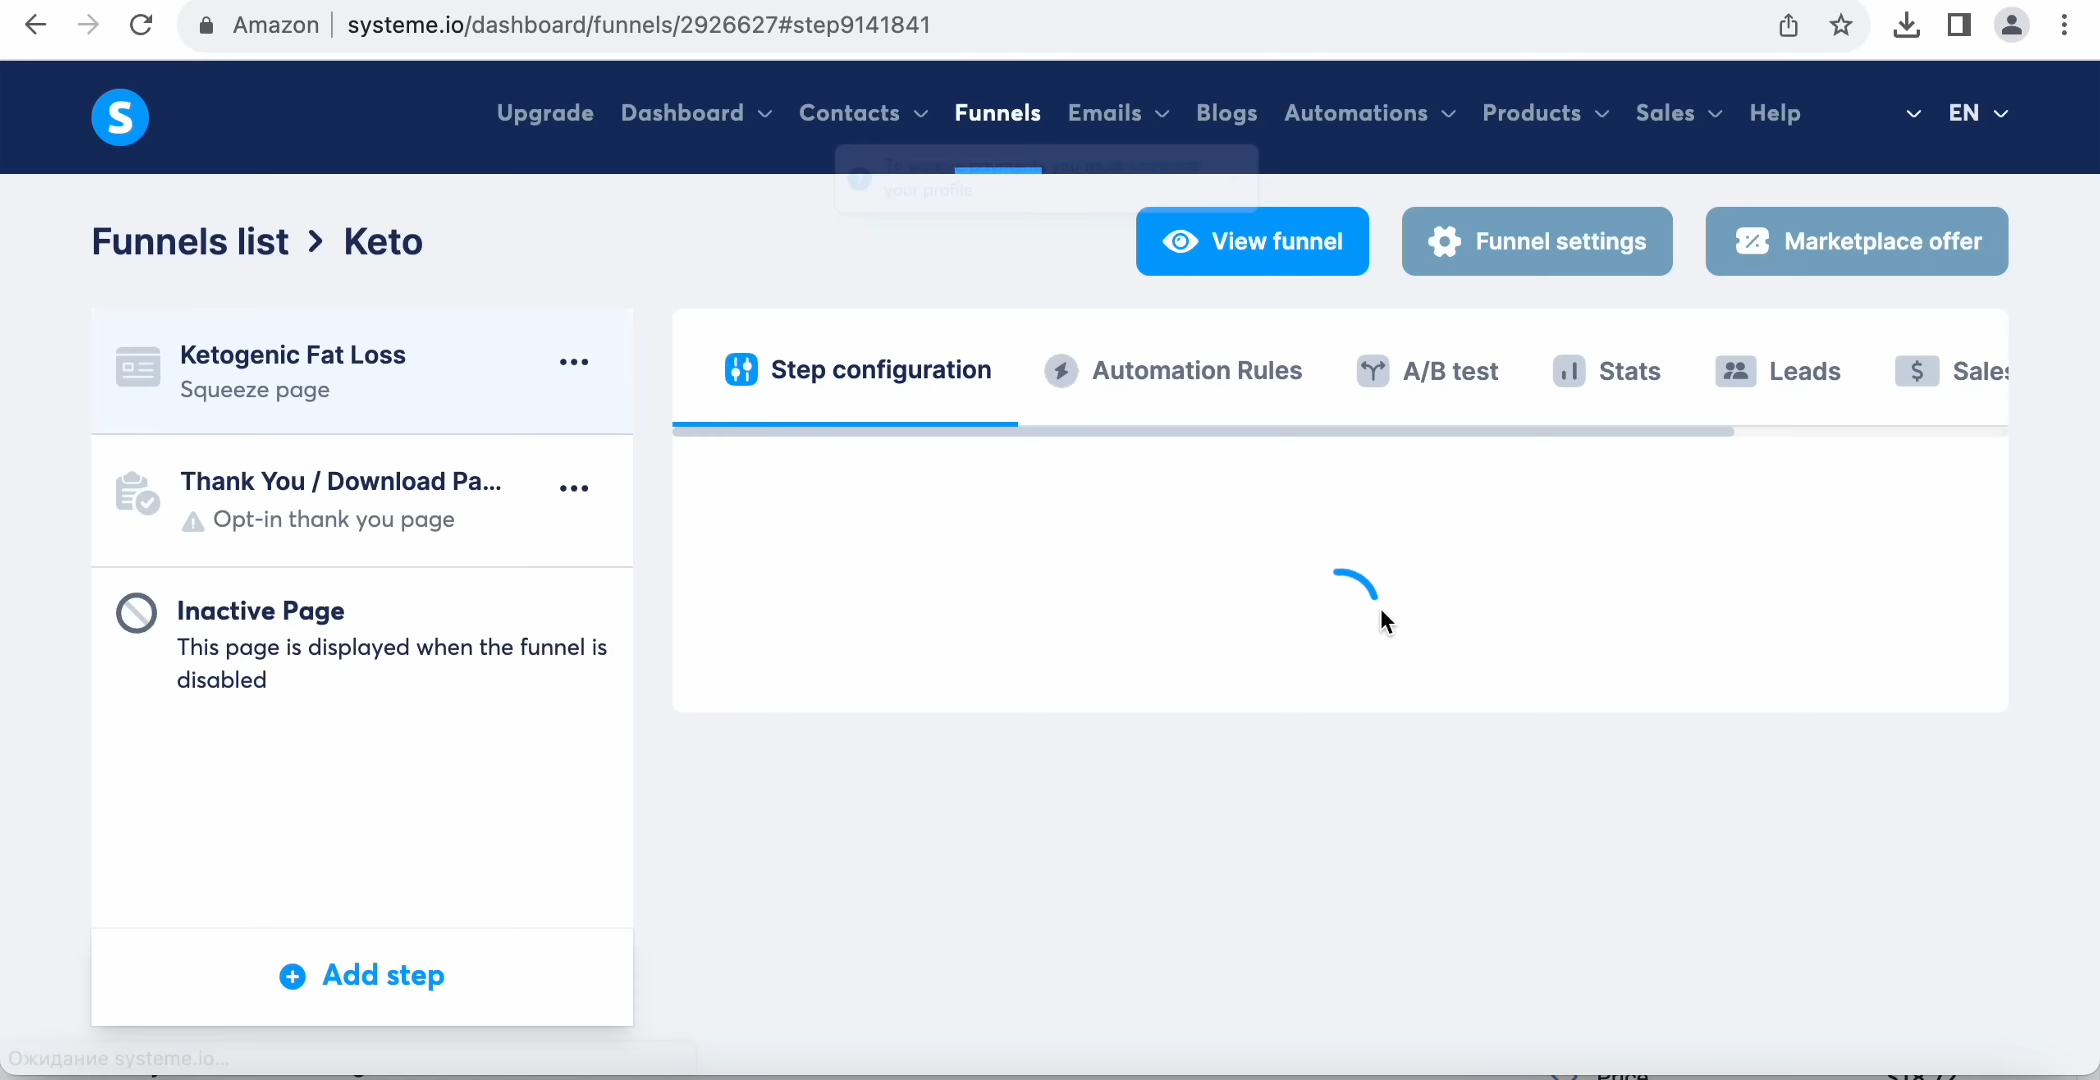 Amazon systeme.io/dashboard/funnels/2926627#step9141841
S Upgrade Dashboard Contacts Funnels Emails Blogs Automations Products Sales Help EN
your profile
Funnels list > Keto
View funnel
Funnel settings
Marketplace offer
Ketogenic Fat Loss
Squeeze page
Thank You / Download Pa...
Opt-in thank you page
Inactive Page
This page is displayed when the funnel is
disabled
Add step
Step configuration
Automation Rules
A/B test
Stats
Leads
$ Sales
Ожидание systeme.io...
Price